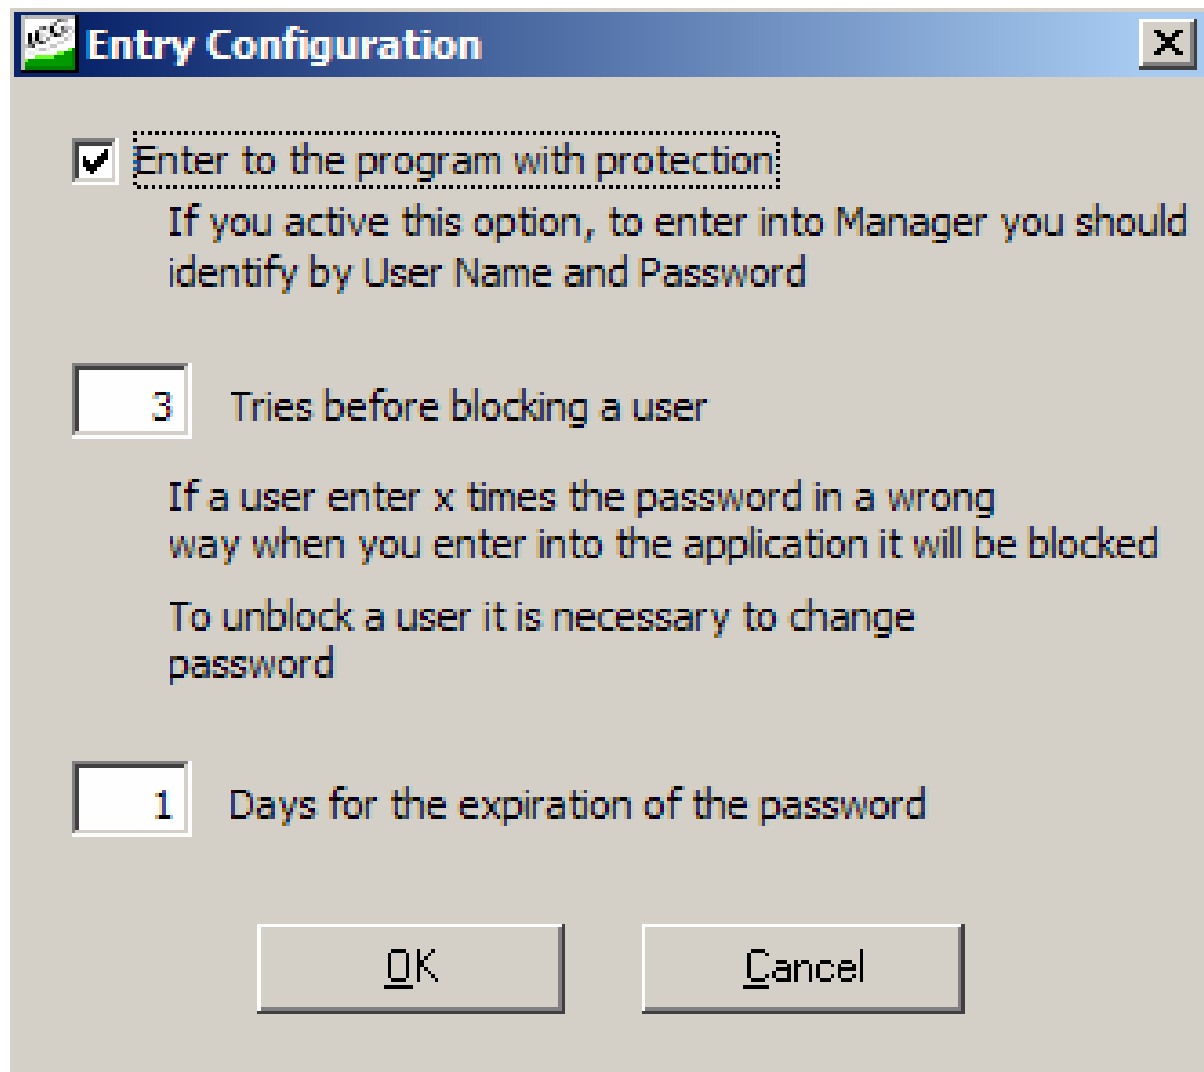 ICG
Entry Configuration
Enter to the program with protection
If you active this option, to enter into Manager you should
identify by User Name and Password
3 Tries before blocking a user
If a user enter x times the password in a wrong
way when you enter into the application it will be blocked
To unblock a user it is necessary to change
password
1 Days for the expiration of the password
OK Cancel